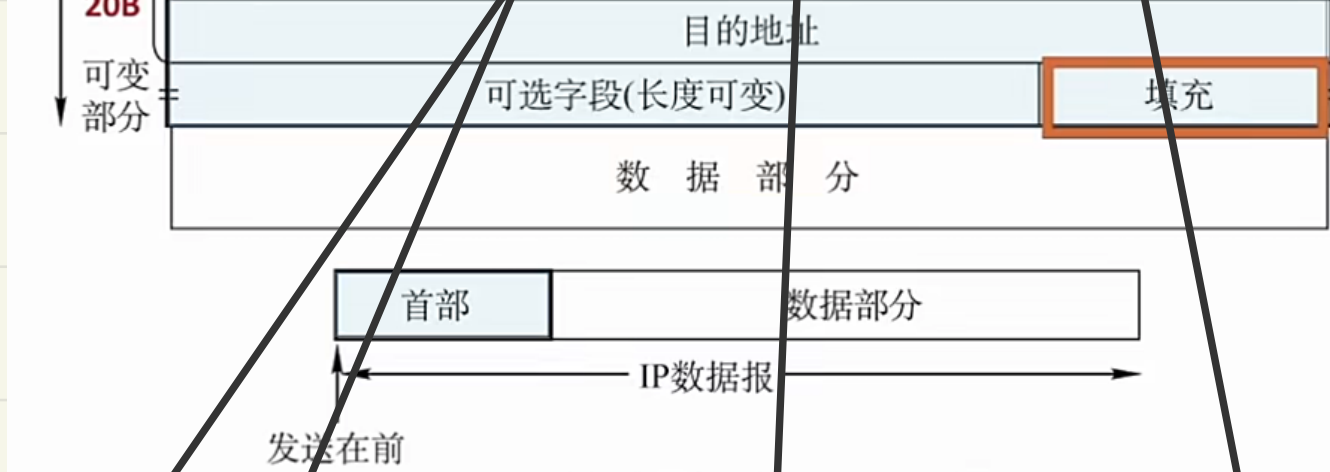 20B
目的地址
可变
部分
可选字段(长度可变)
填充
数 据 部 分
首部
数据部分
IP数据报
发送在前